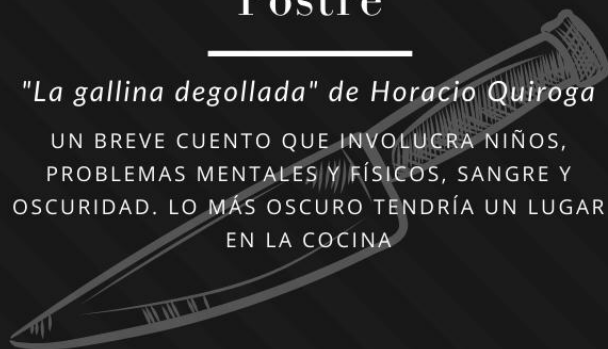 Postre
"La gallina degollada" de Horacio Quiroga
UN BREVE CUENTO QUE INVOLUCRA NIÑOS,
PROBLEMAS MENTALES Y FÍSICOS, SANGRE Y
OSCURIDAD. LO MÁS OSCURO TENDRÍA UN LUGAR
EN LA COCINA